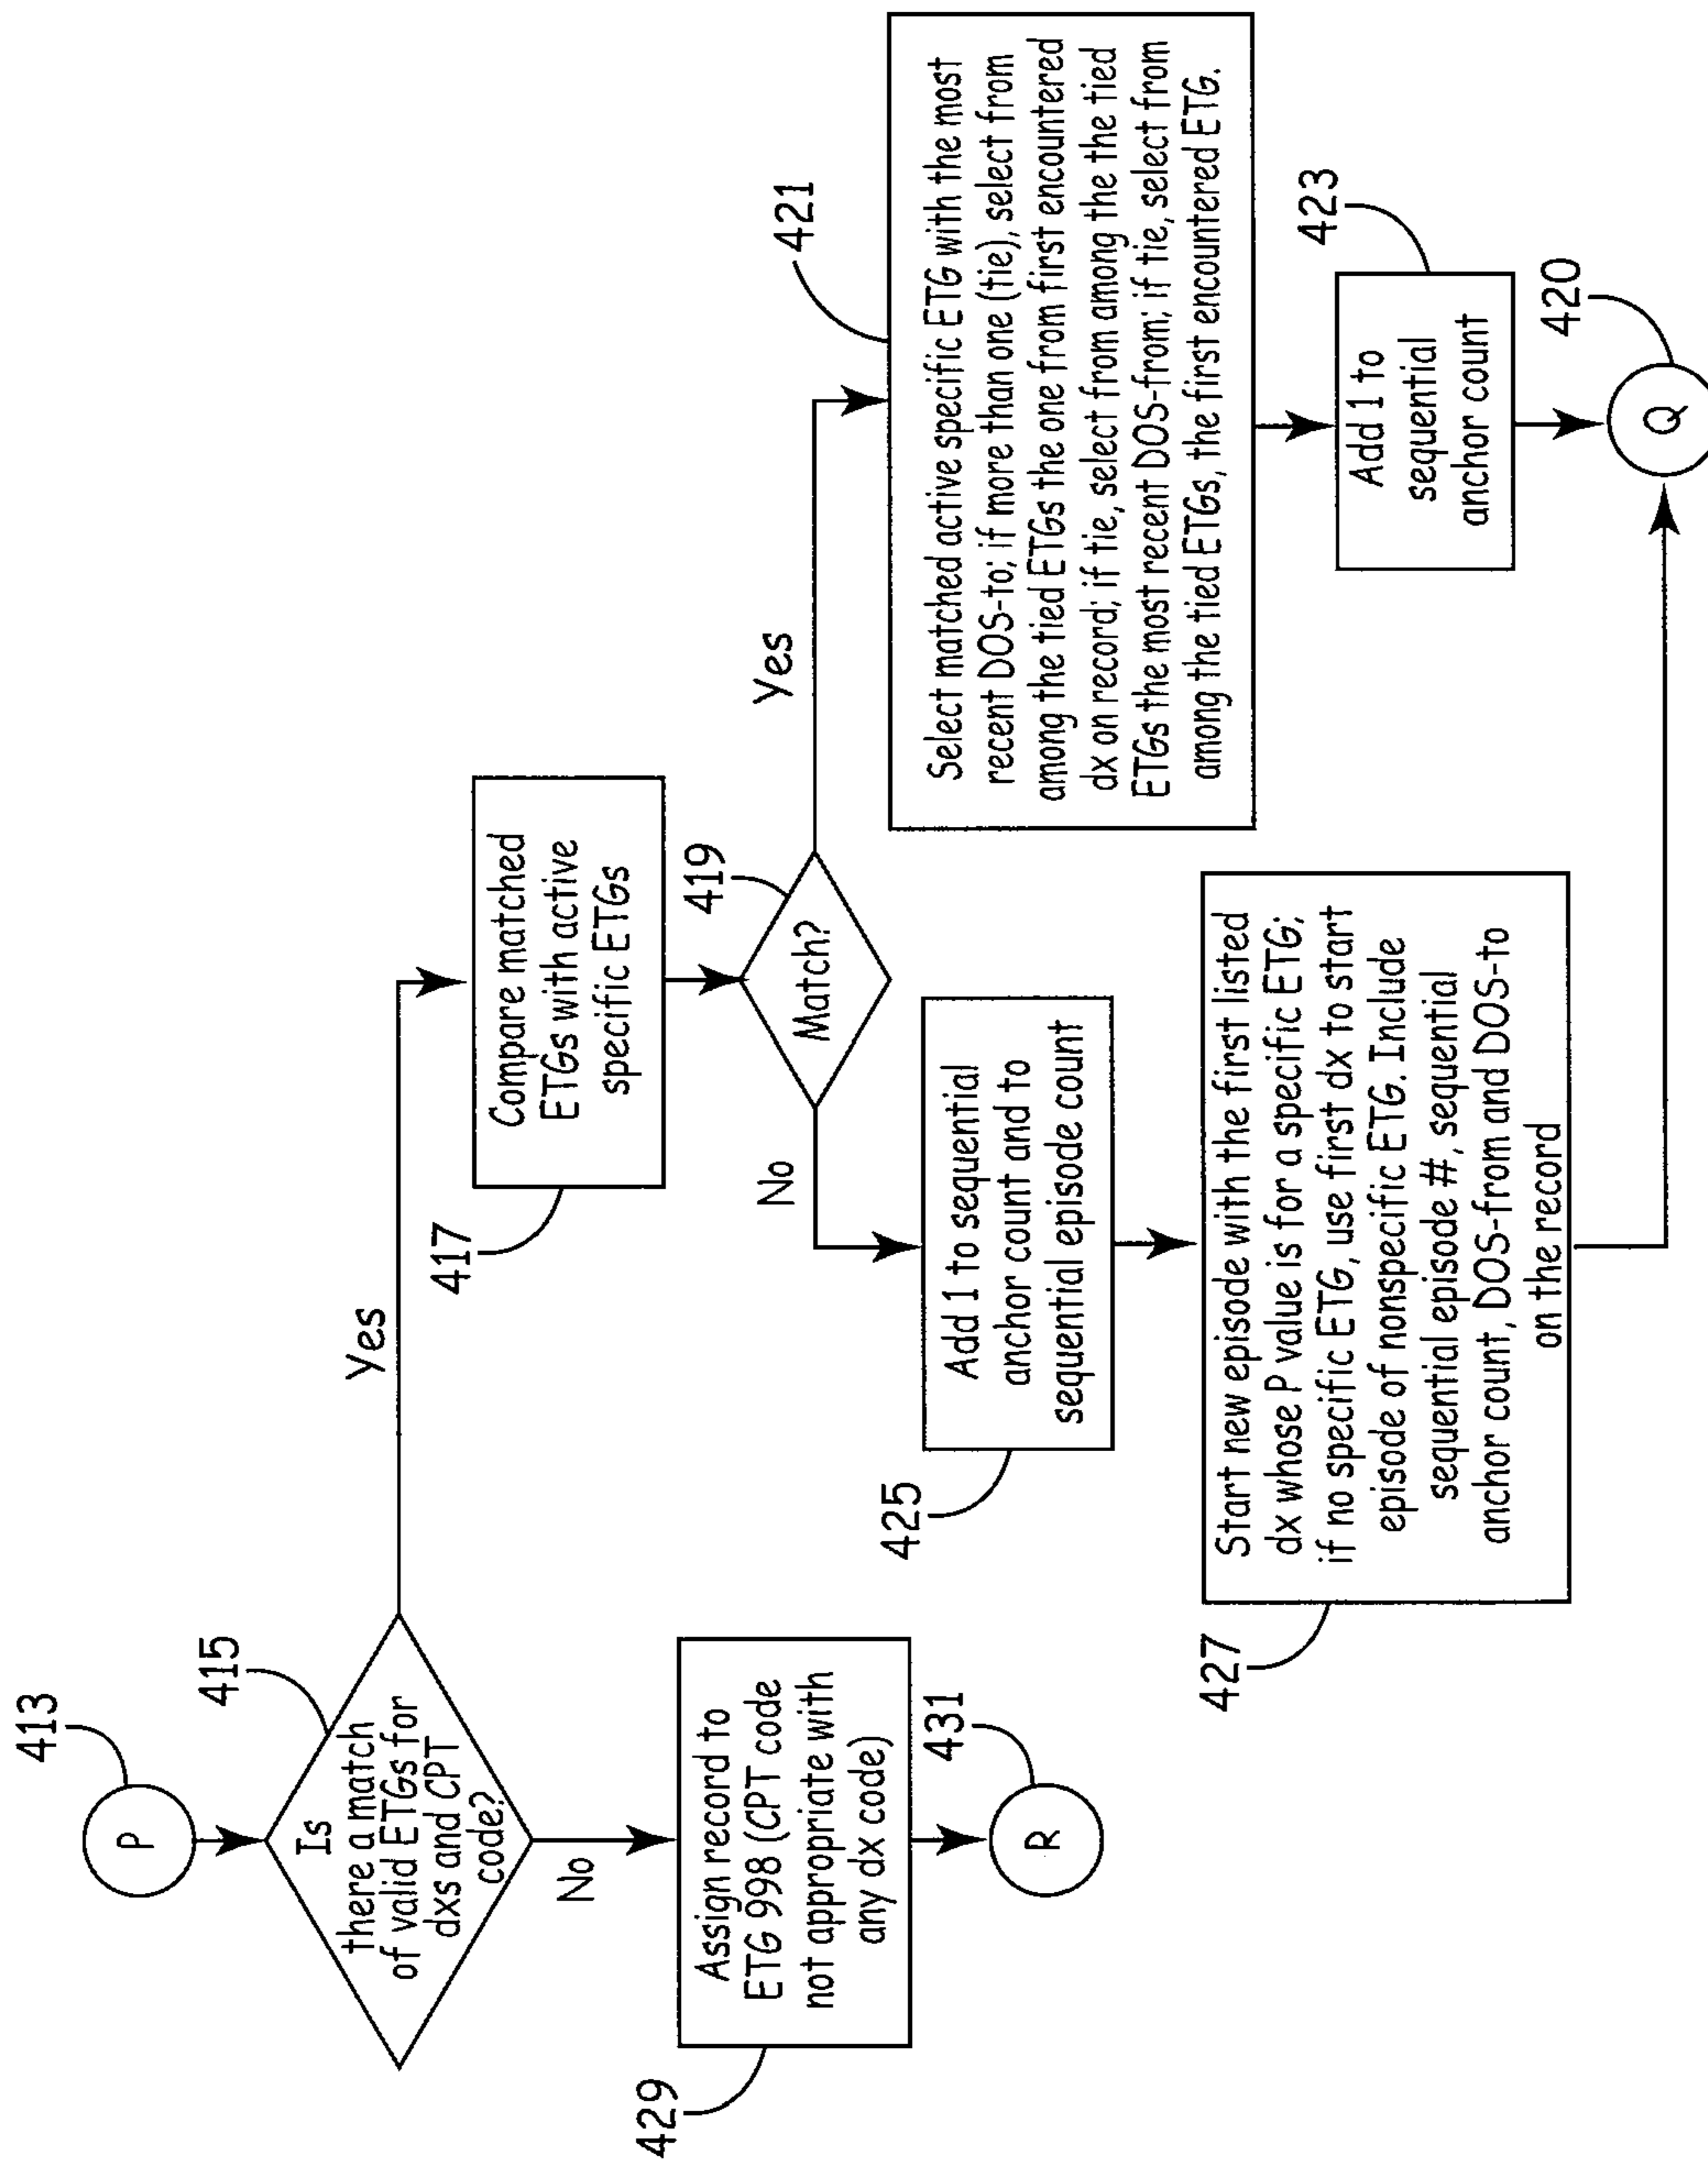 413
P
415
Is
there a match
of valid ETGs for
dxs and CPT
code?
Yes
No
429
Assign record to
ETG 998 (CPT code
not appropriate with
any dx code)
431
R
417
Compare matched
ETGs with active
specific ETGs
419
Match?
Yes
No
421
Select matched active specific ETG with the most
recent DOS-to; if more than one (tie), select from
among the tied ETGs the one from first encountered
dx on record; if tie, select from among the the tied
ETGs the most recent DOS-from; if tie, select from
among the tied ETGs, the first encountered ETG.
423
Add 1 to
sequential
anchor count
425
Add 1 to sequential
anchor count and to
sequential episode count
427
Start new episode with the first listed
dx whose P value is for a specific ETG;
if no specific ETG, use first dx to start
episode of nonspecific ETG. Include
sequential episode #, sequential
anchor count, DOS-from and DOS-to
on the record
420
Q